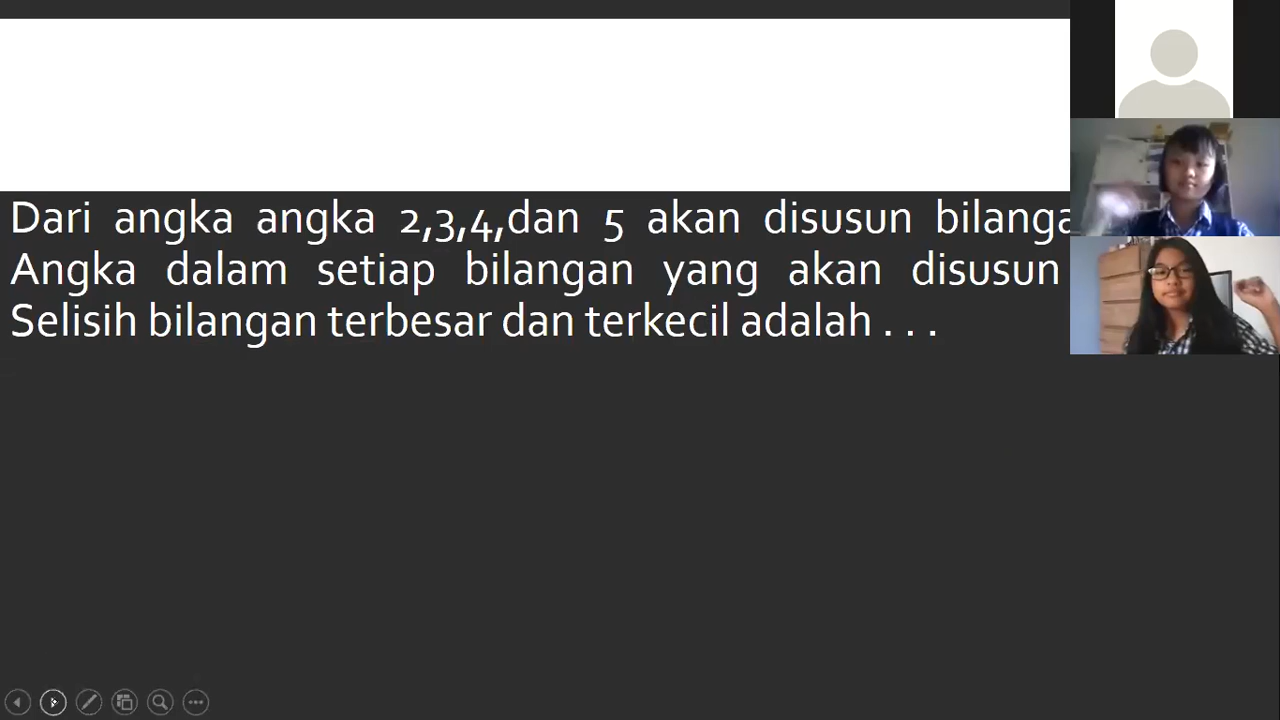 Dari angka angka 2,3,4,dan 5 akan disusun
Angka dalam setiap bilangan yang akan disusun
Selisih bilangan terbesar dan terkecil adalah . . .